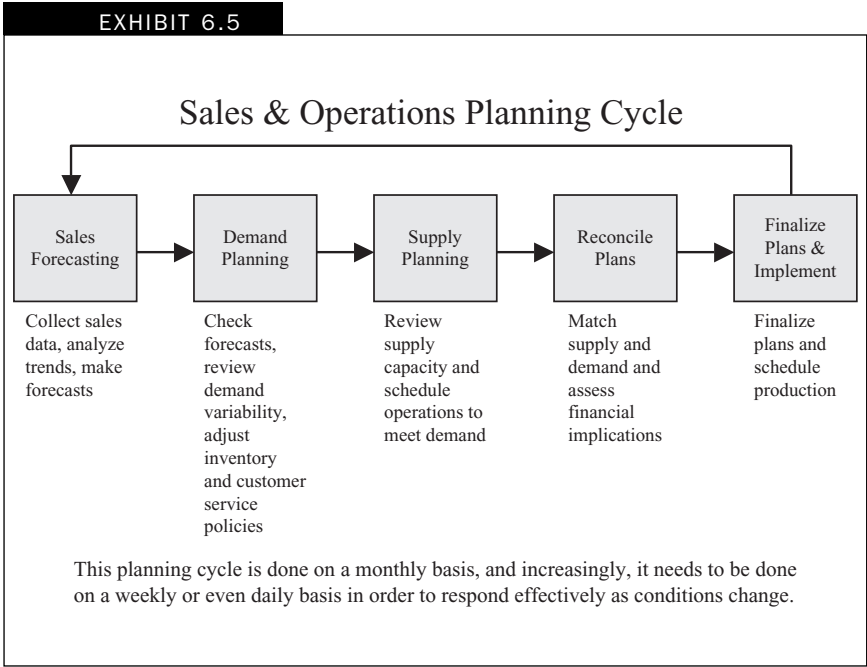 EXHIBIT 6.5
Sales & Operations Planning Cycle
Sales
Forecasting
Demand
Planning
Supply
Planning
Reconcile
Plans
Finalize
Plans &
Implement
Collect sales
data, analyze
trends, make
forecasts
Check
forecasts,
review
demand
variability,
adjust
inventory
and customer
service
policies
Review
supply
capacity and
schedule
operations to
meet demand
Match
supply and
demand and
assess
financial
implications
Finalize
plans and
schedule
production
This planning cycle is done on a monthly basis, and increasingly, it needs to be done
on a weekly or even daily basis in order to respond effectively as conditions change.